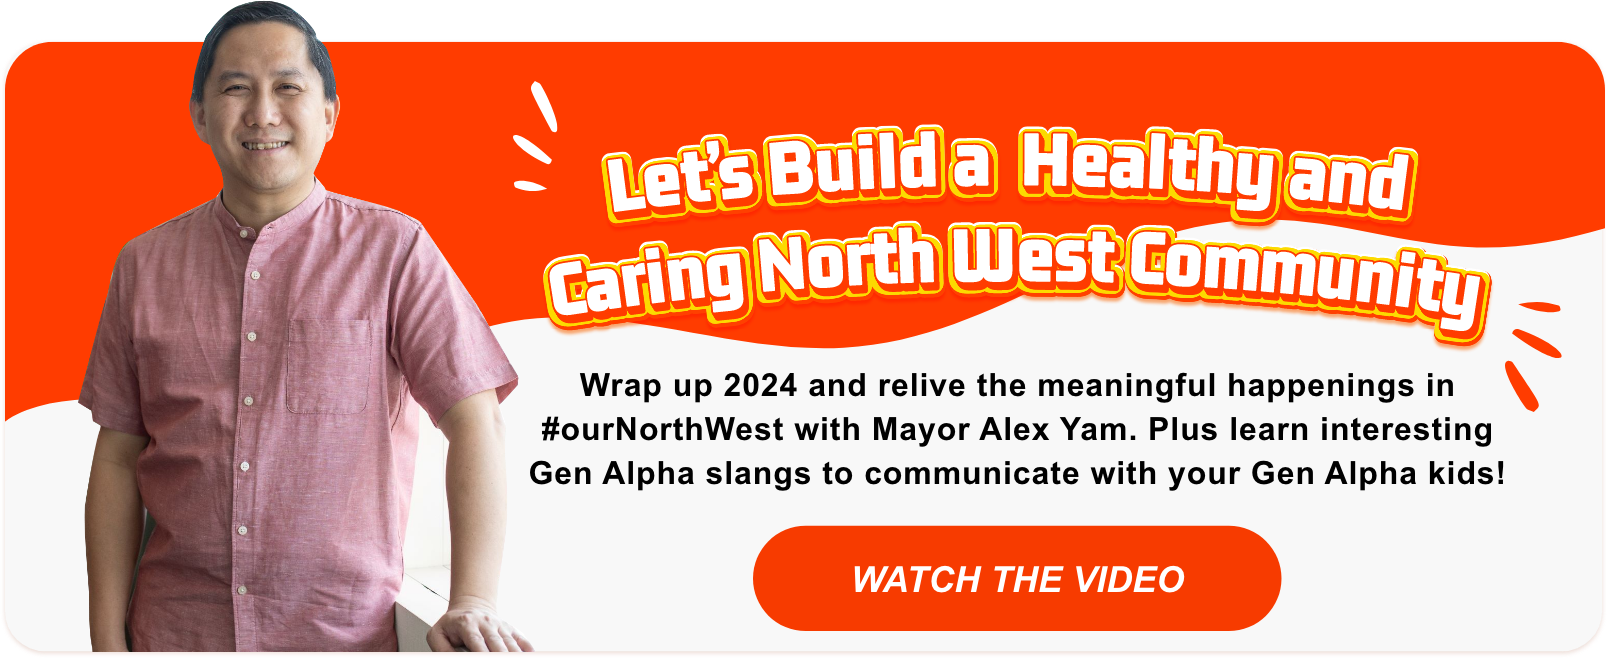 Let's Build a Healthy and
Caring North West Community
Wrap up 2024 and relive the meaningful happenings in
#ourNorthWest with Mayor Alex Yam. Plus learn interesting
Gen Alpha slangs to communicate with your Gen Alpha kids!
WATCH THE VIDEO